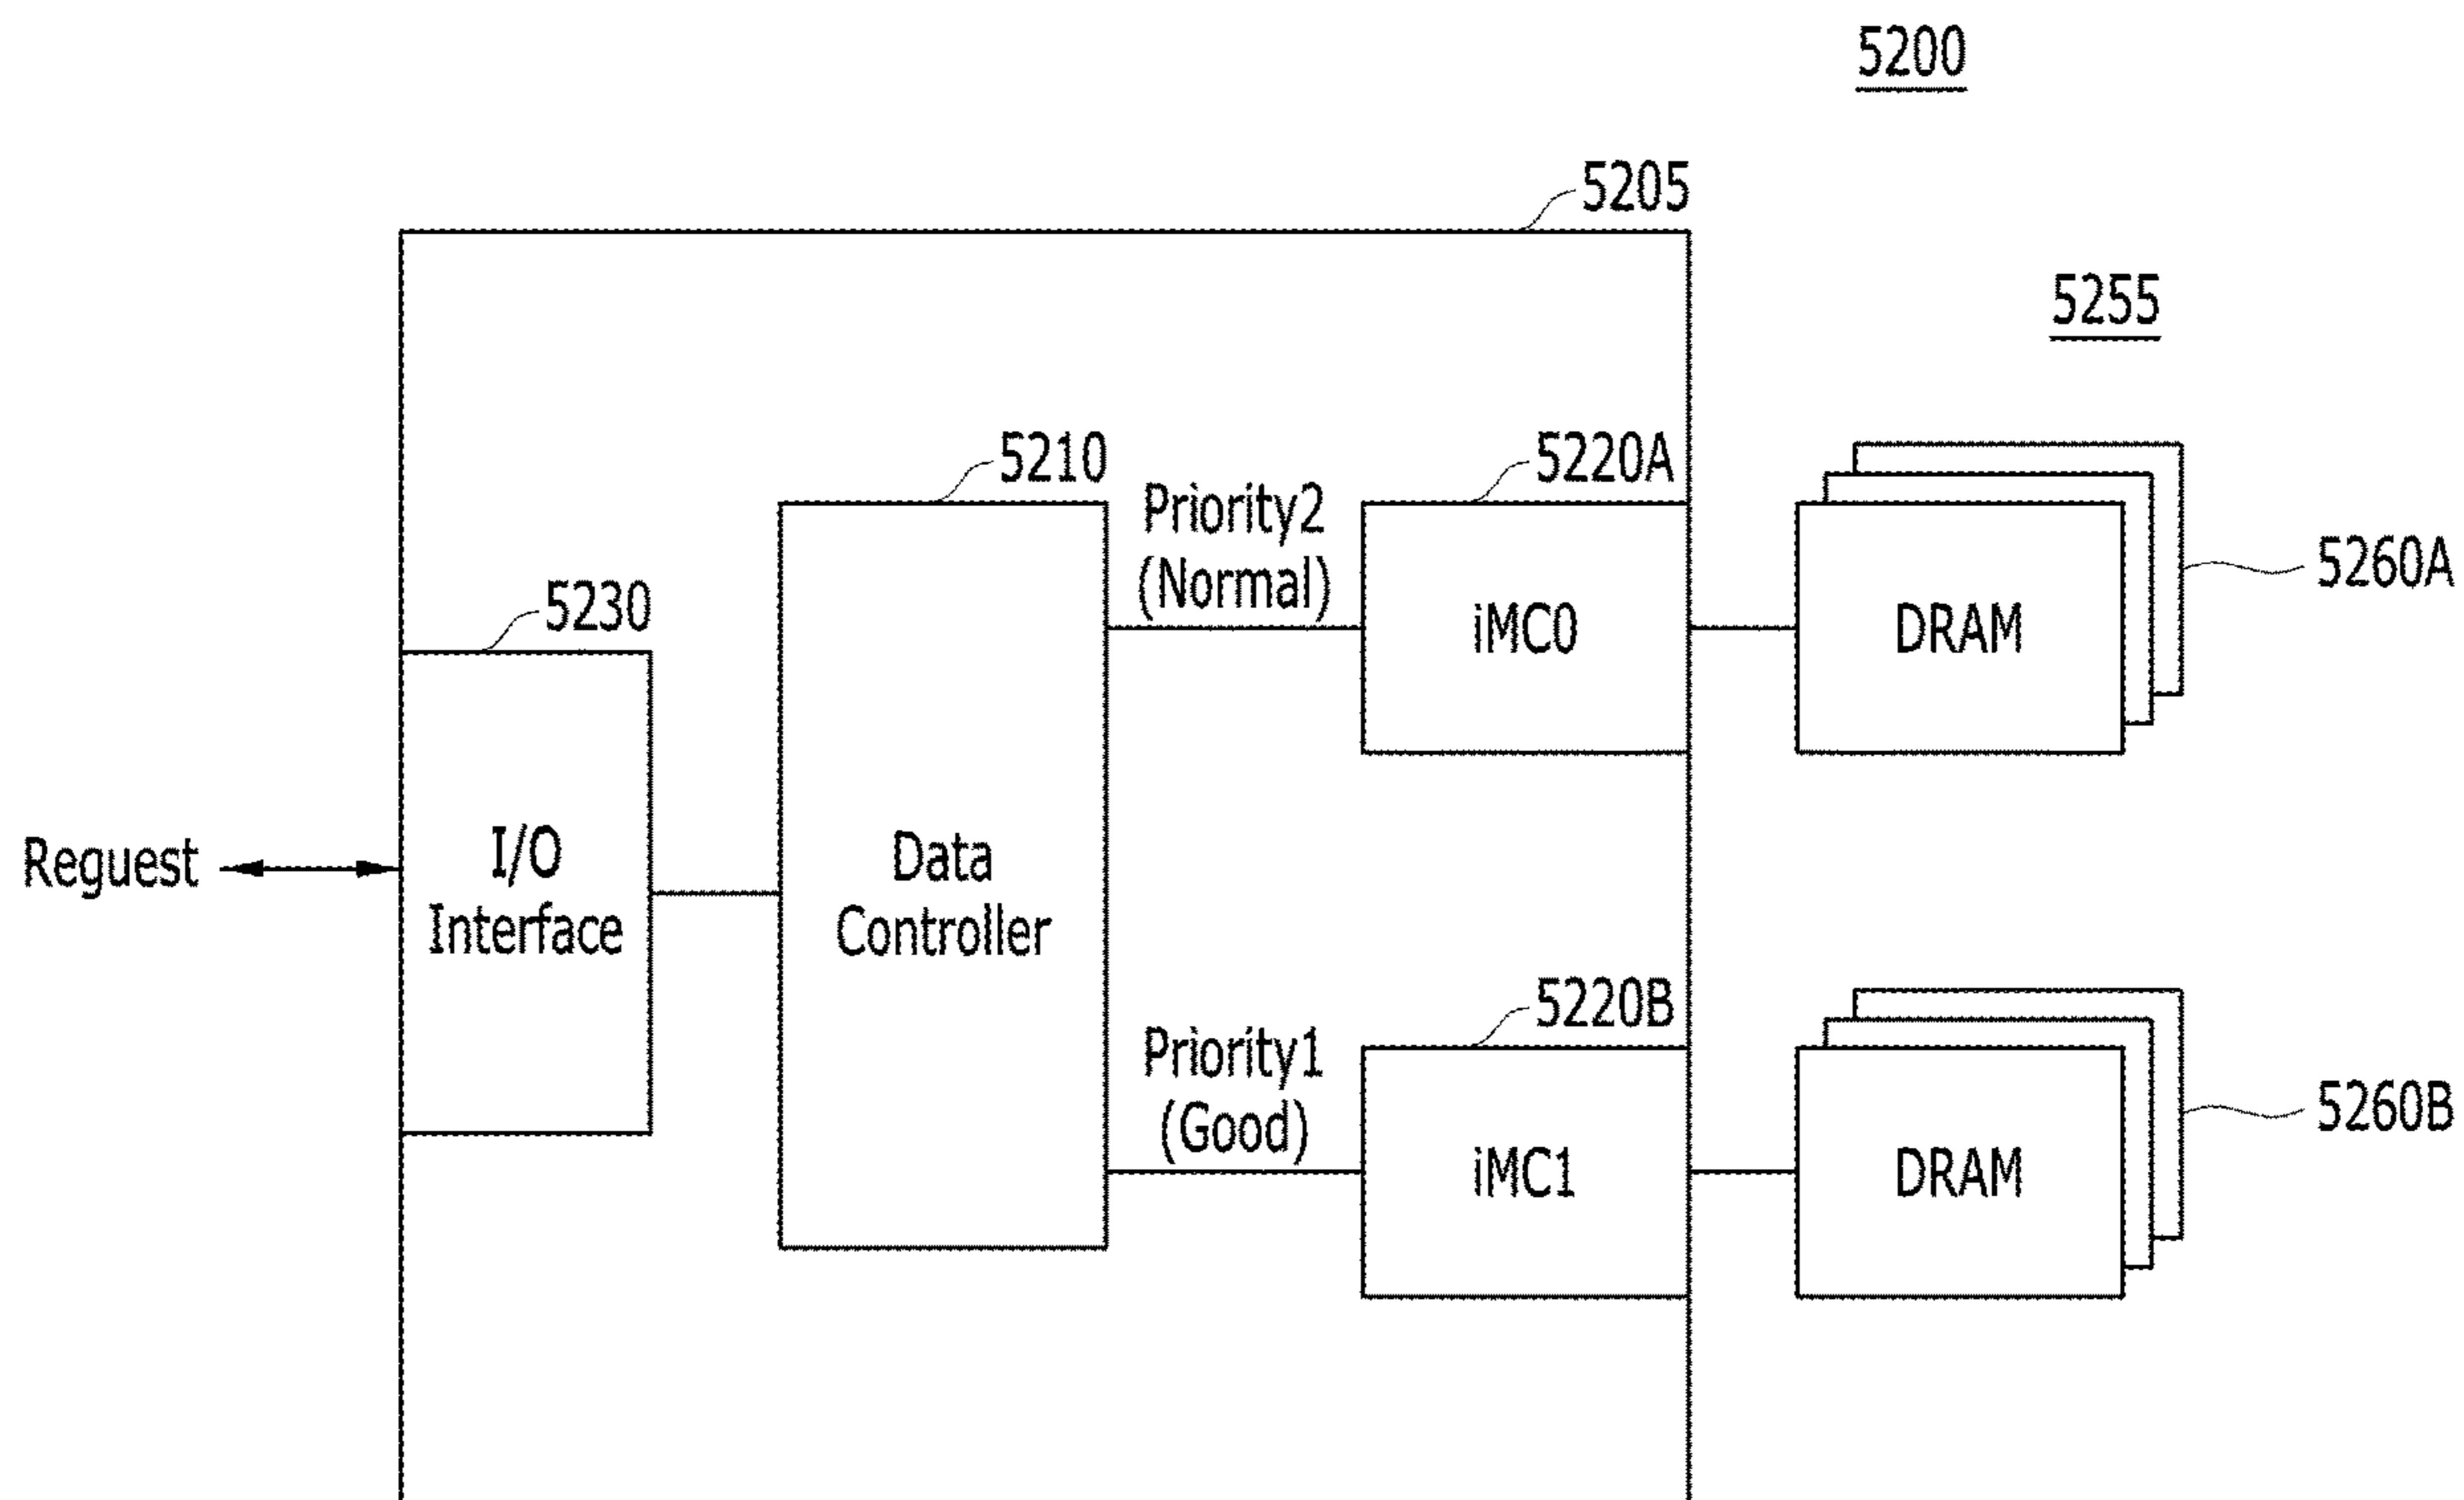 5200
5205
5255
5210
5220A
Priority2
(Normal)
5260A
5230
iMC0
DRAM
Reguest
I/O
Interface
Data
Controller
5220B
Priority1
(Good)
5260B
iMC1
DRAM